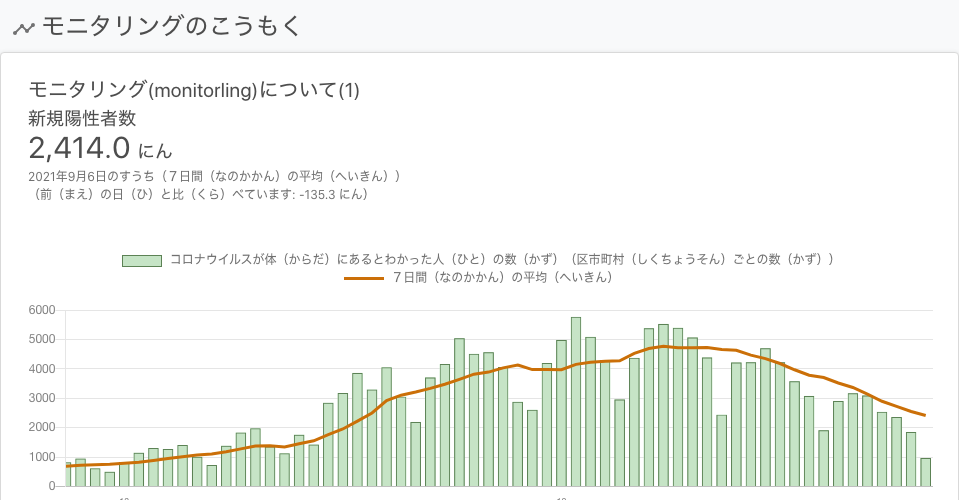 モニタリングのこうもく
モニタリング(monitorling)について(1)
新規陽性者数
2,414.0 にん
2021年9月6日のすうち（７日間（なのかかん）の平均（へいきん））
（前（まえ）の日（ひ）と比（くら）べています: -135.3 にん）
コロナウイルスが体（からだ）にあるとわかった人（ひと）の数（かず）（区市町村（しくちょうそん）ごとの数（かず））
７日間（なのかかん）の平均（へいきん）
6000
5000
4000
3000
2000
1000
0